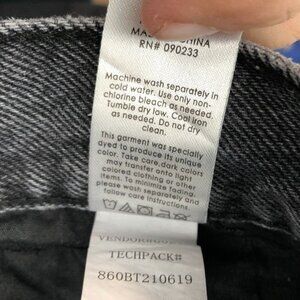 RN# 090233
Machine wash separately in
cold water. Use only non-
chlorine bleach as needed.
Tumble dry low. Cool iron
as needed. Do not dry
clean.
This garment was specially
dyed to produce its unique
color. Take care,dark colors
may transfer onto light
colored clothing or other
items. To minimize fading,
please wash separately and
follow care instructions.
VENDOR#
TECHPACK#
860BT210619